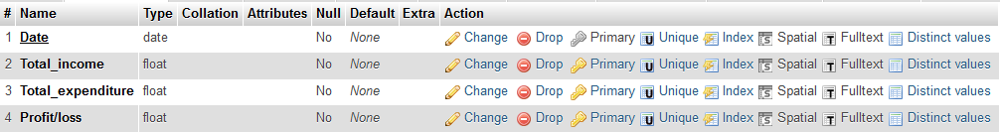 # Name Type Collation Attributes Null Default Extra Action
1 Date date No None Change Drop Primary Unique Index Spatial Fulltext Distinct values
2 Total_income float No None Change Drop Primary Unique Index Spatial Fulltext Distinct values
3 Total_expenditure float No None Change Drop Primary Unique Index Spatial Fulltext Distinct values
4 Profit/loss float No None Change Drop Primary Unique Index Spatial Fulltext Distinct values